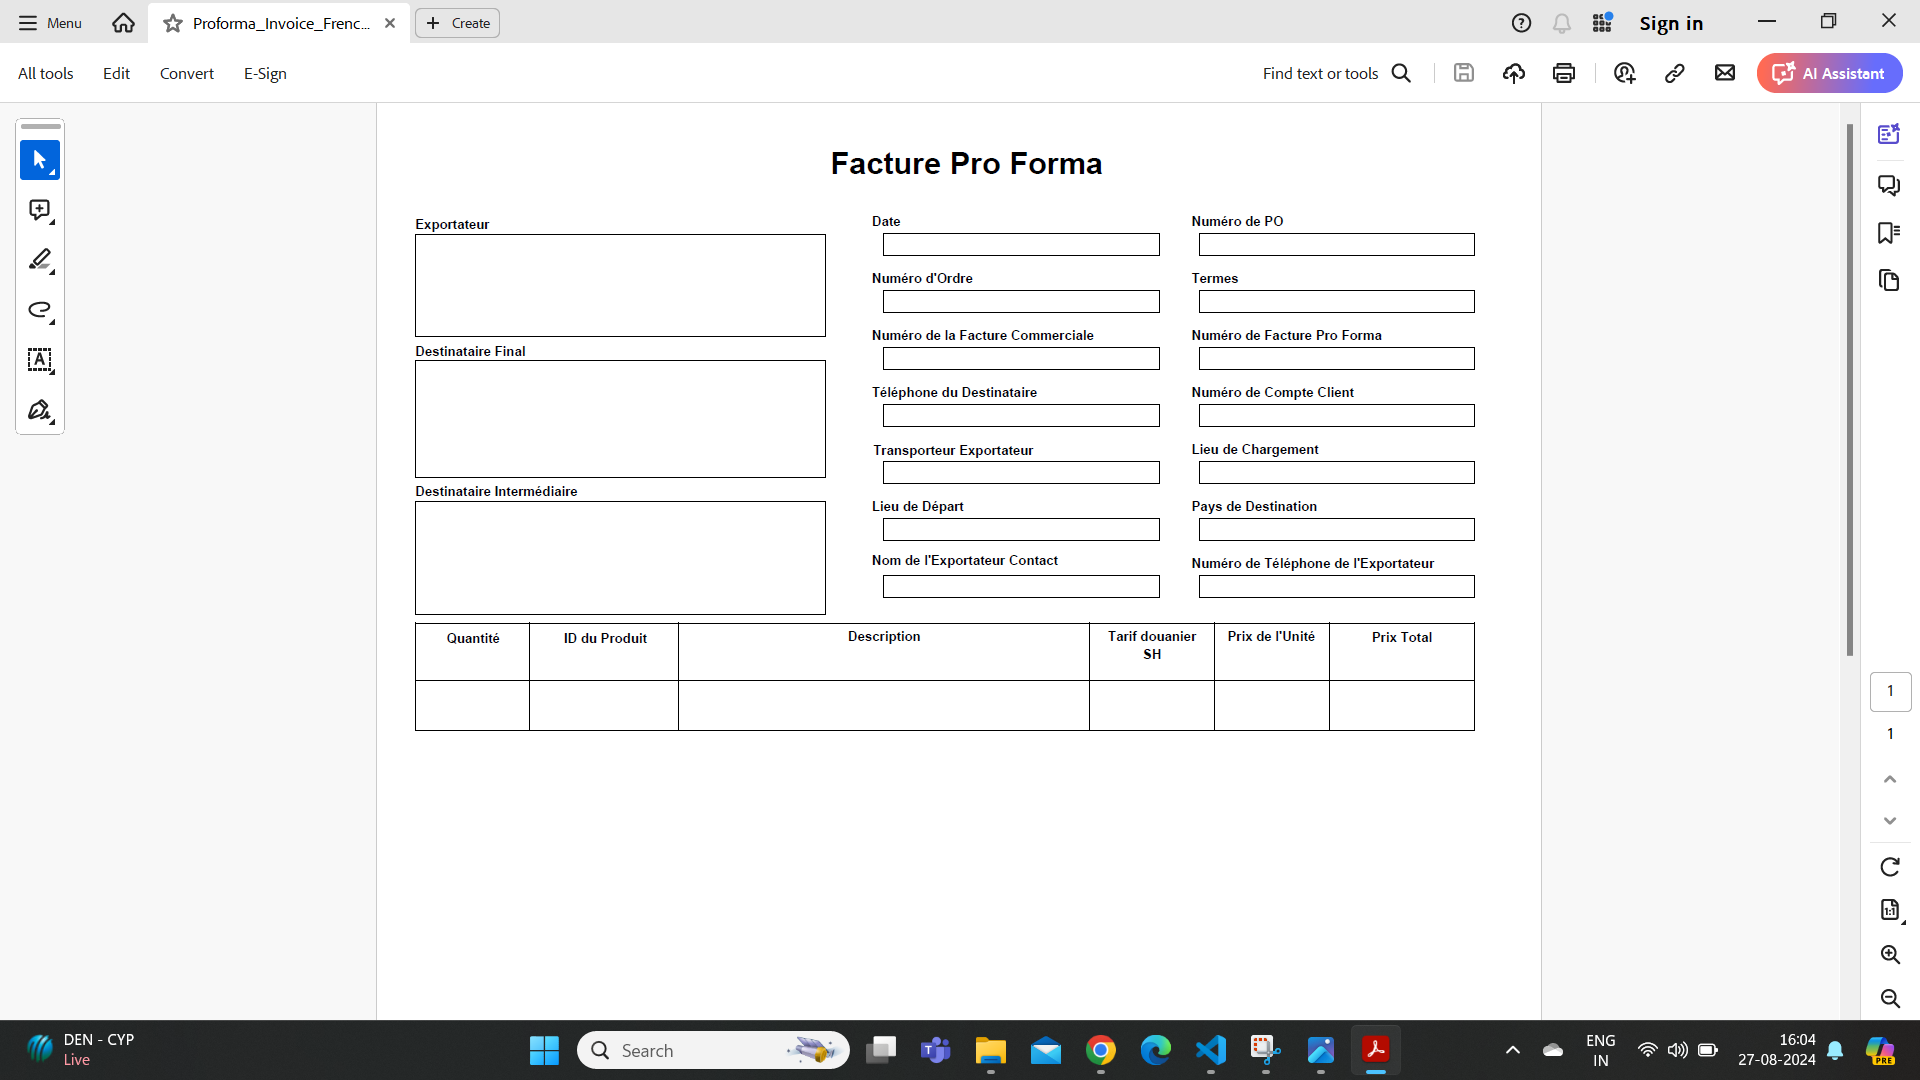 Menu
Proforma_Invoice_Frenc...
Create
Sign in
All tools
Edit
Convert
E-Sign
Find text or tools
AI Assistant
Facture Pro Forma
Exportateur
Date
Numéro de PO
Numéro d'Ordre
Termes
Numéro de la Facture Commerciale
Numéro de Facture Pro Forma
Destinataire Final
Téléphone du Destinataire
Numéro de Compte Client
Transporteur Exportateur
Lieu de Chargement
Destinataire Intermédiaire
Lieu de Départ
Pays de Destination
Nom de l'Exportateur Contact
Numéro de Téléphone de l'Exportateur
Quantité
ID du Produit
Description
Tarif douanier
SH
Prix de l'Unité
Prix Total
1
1
DEN - CYP
Live
Search
ENG
IN
16:04
27-08-2024
PRE